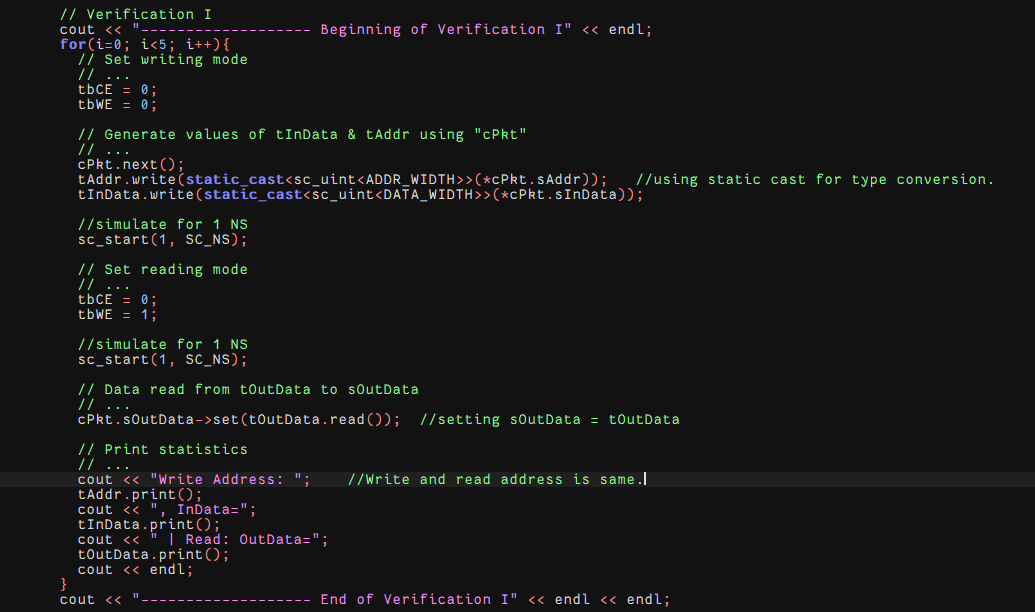 // Verification I
cout << "------------------- Beginning of Verification I" << endl;
for(i=0; i<5; i++){
// Set writing mode
// ...
tbCE = 0;
tbWE = 0;
// Generate values of tInData & tAddr using "cPkt"
// ...
cPkt.next();
tAddr.write(static_cast<sc_uint<ADDR_WIDTH>>(*cPkt.sAddr));   //using static cast for type conversion.
tInData.write(static_cast<sc_uint<DATA_WIDTH>>(*cPkt.sInData));
//simulate for 1 NS
sc_start(1, SC_NS);
// Set reading mode
// ...
tbCE = 0;
tbWE = 1;
//simulate for 1 NS
sc_start(1, SC_NS);
// Data read from tOutData to sOutData
// ...
cPkt.sOutData->set(tOutData.read());  //setting sOutData = tOutData
// Print statistics
// ...
cout << "Write Address: ";    //Write and read address is same.
tAddr.print();
cout << ", InData=";
tInData.print();
cout << " | Read: OutData=";
tOutData.print();
cout << endl;
}
cout << "------------------- End of Verification I" << endl << endl;